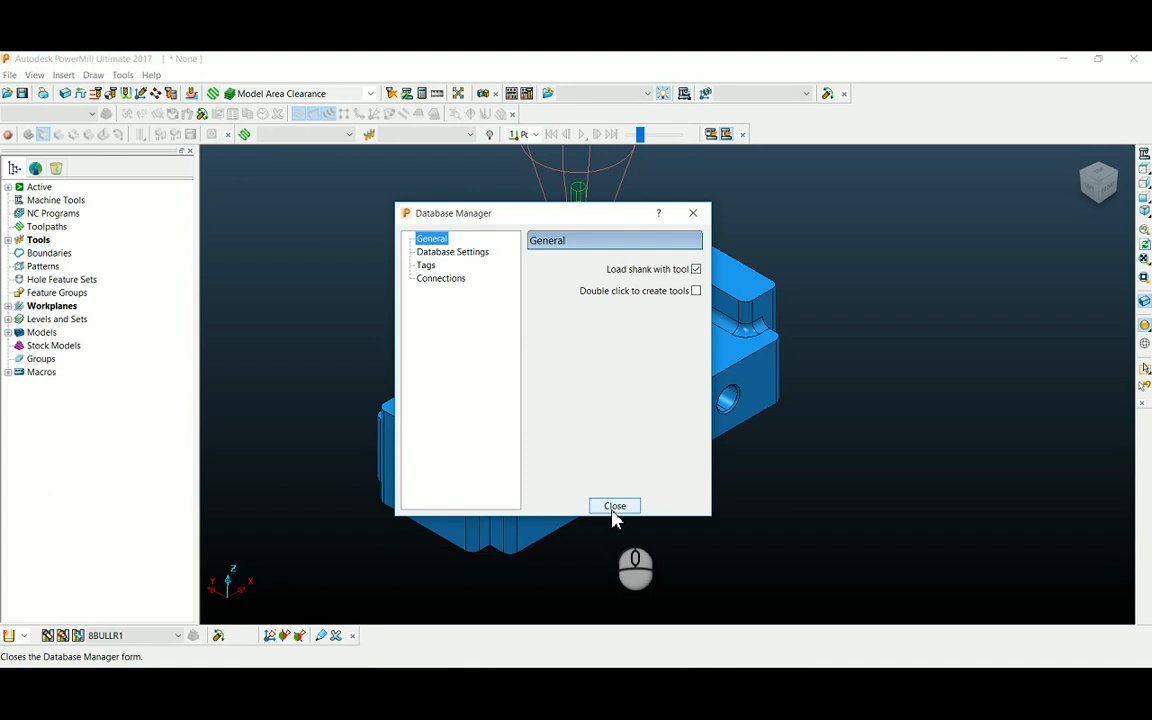 Autodesk PowerMill Ultimate 2017 [ * None ]
File View Insert Draw Tools Help
Model Area Clearance
Active
Machine Tools
NC Programs
Toolpaths
Tools
Boundaries
Patterns
Hole Feature Sets
Feature Groups
Workplanes
Levels and Sets
Models
Stock Models
Groups
Macros
Database Manager
?
General
Database Settings
Tags
Connections
General
Load shank with tool
Double click to create tools
Close
Z
Y
X
8BULLR1
Closes the Database Manager form.